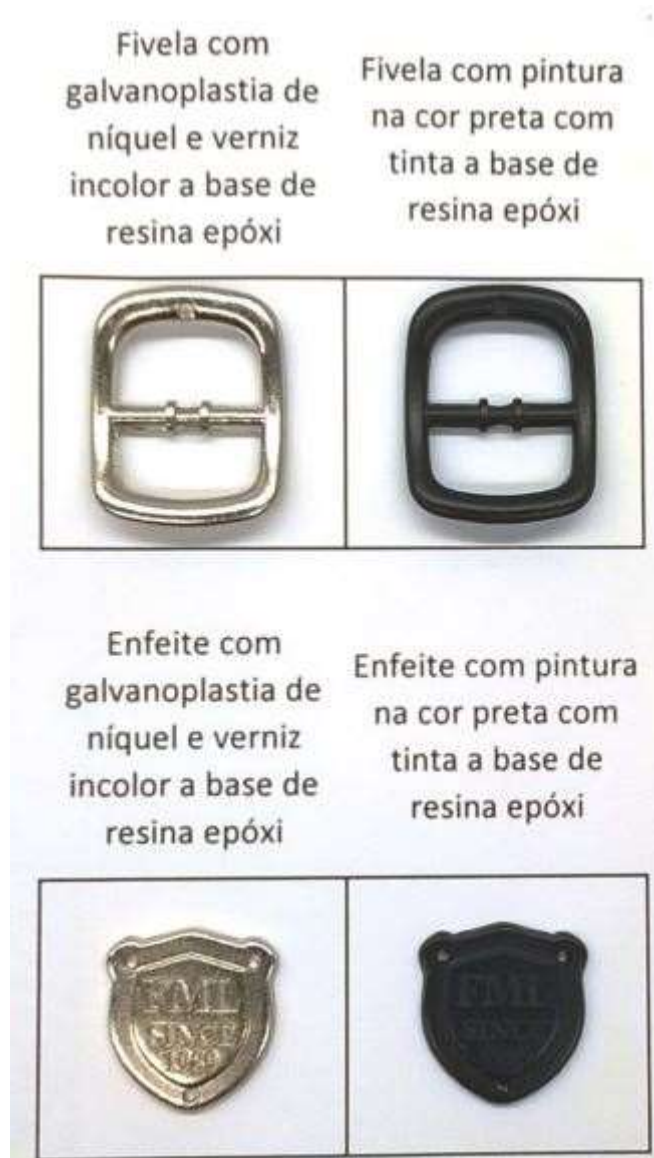 Fivela com
galvanoplastia de
níquel e verniz
incolor a base de
resina epóxi
Fivela com pintura
na cor preta com
tinta a base de
resina epóxi
Enfeite com
galvanoplastia de
níquel e verniz
incolor a base de
resina epóxi
Enfeite com pintura
na cor preta com
tinta a base de
resina epóxi
SINCE
SINCE